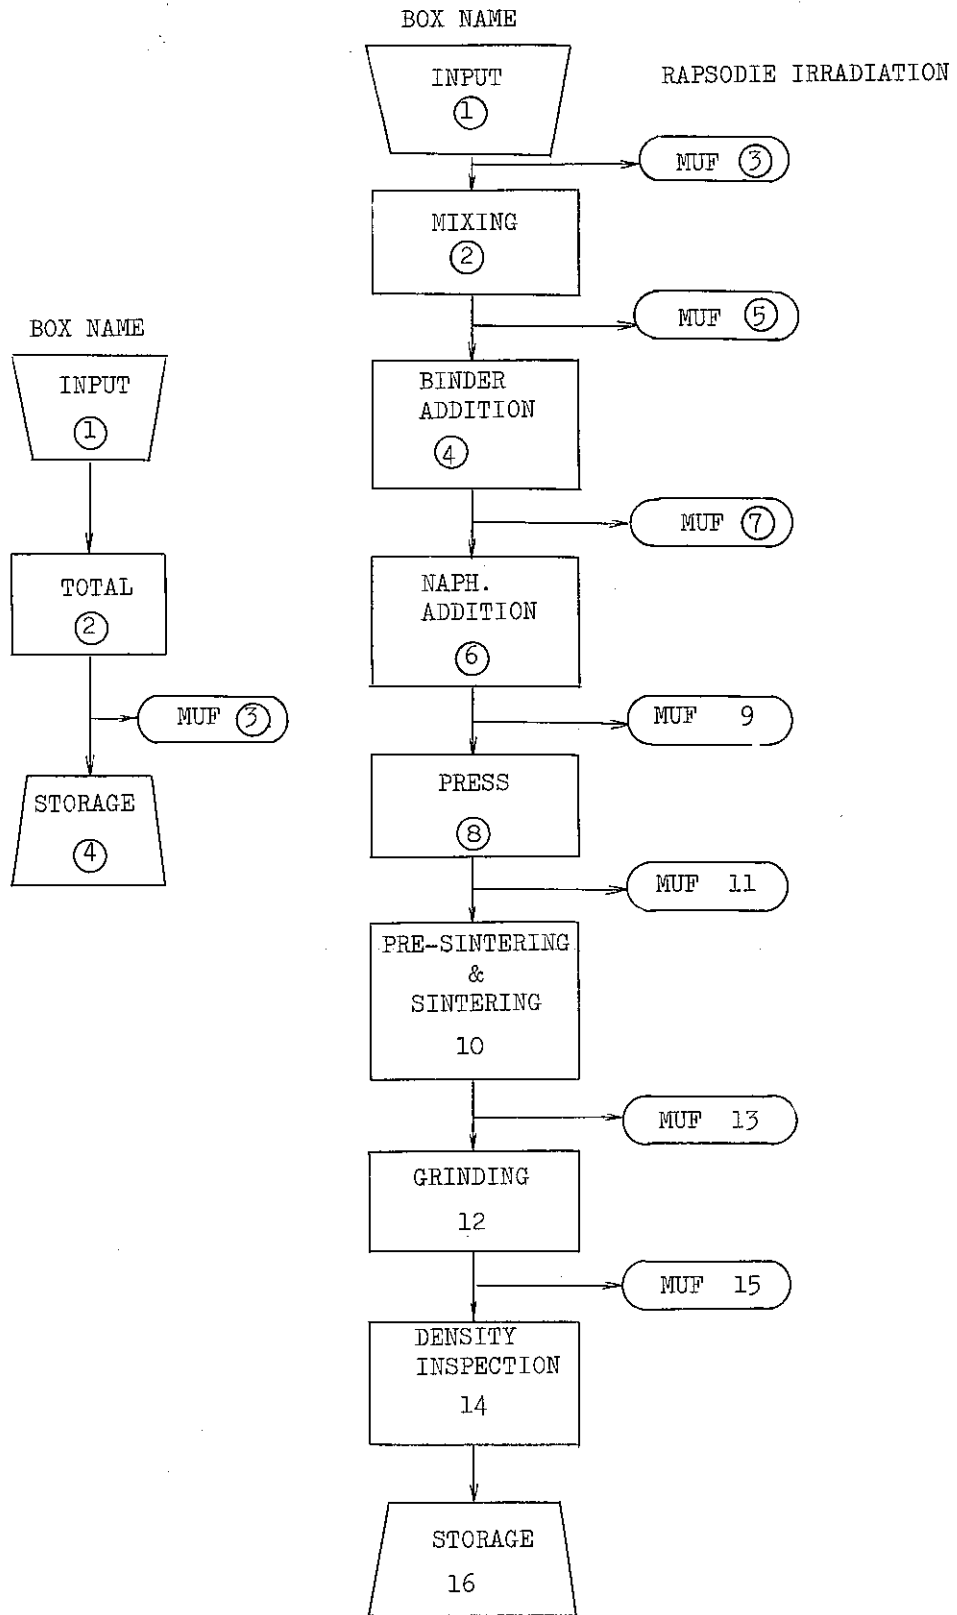 BOX NAME
INPUT
①
RAPSODIE IRRADIATION
MUF ③
MIXING
②
MUF ⑤
BINDER
ADDITION
④
MUF ⑦
NAPH.
ADDITION
⑥
MUF 9
PRESS
⑧
MUF 11
PRE-SINTERING
&
SINTERING
10
MUF 13
GRINDING
12
MUF 15
DENSITY
INSPECTION
14
STORAGE
16
BOX NAME
INPUT
①
TOTAL
②
MUF ③
STORAGE
④